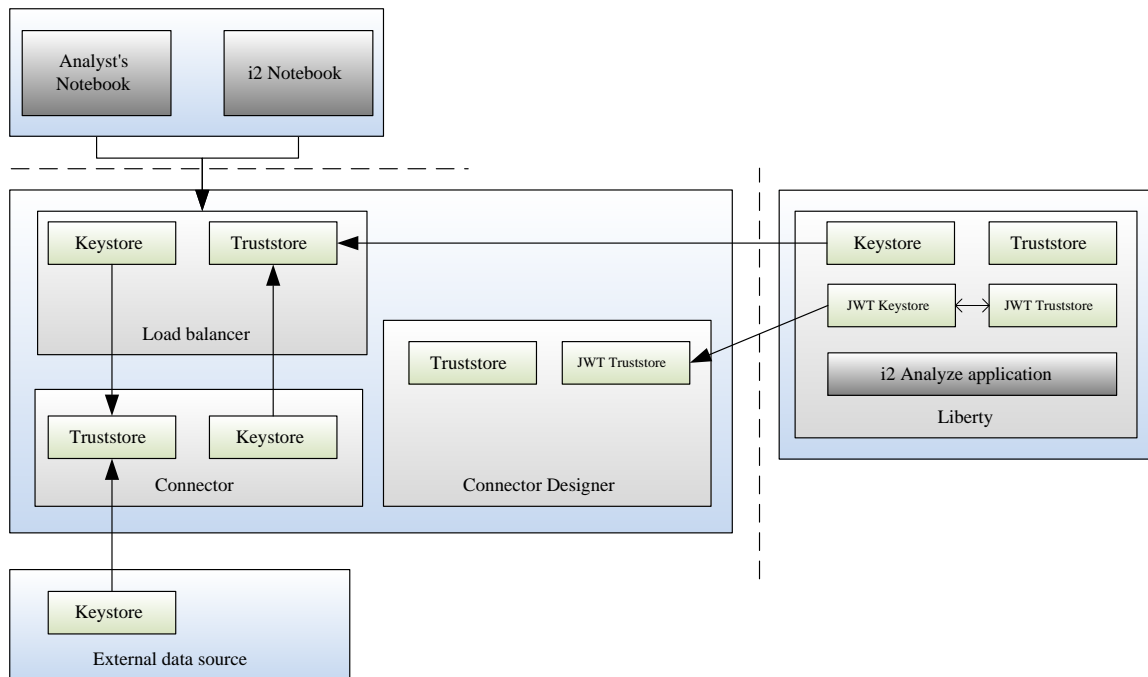 Analyst's
Notebook
i2 Notebook
Keystore
Truststore
Load balancer
Truststore
Keystore
Connector
Truststore
JWT Truststore
Connector Designer
Keystore
Truststore
JWT Keystore
JWT Truststore
i2 Analyze application
Liberty
Keystore
External data source